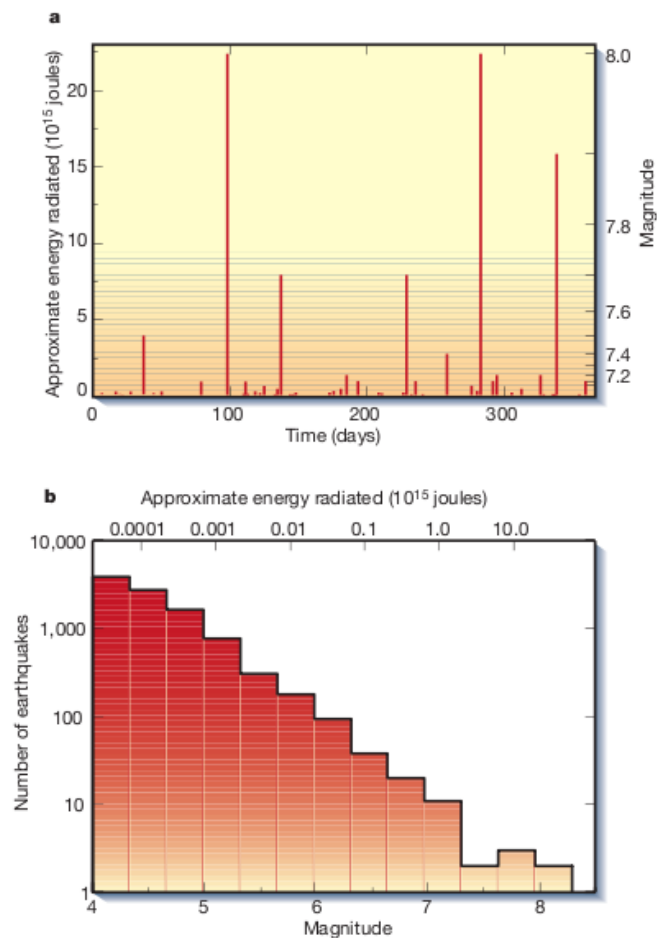 a
Approximate energy radiated (10¹⁵ joules)
20
15
10
5
0
8.0
7.8
7.6
7.4
7.2
Magnitude
0 100 200 300
Time (days)
b
Approximate energy radiated (10¹⁵ joules)
0.0001 0.001 0.01 0.1 1.0 10.0
Number of earthquakes
10,000
1,000
100
10
1
4 5 6 7 8
Magnitude